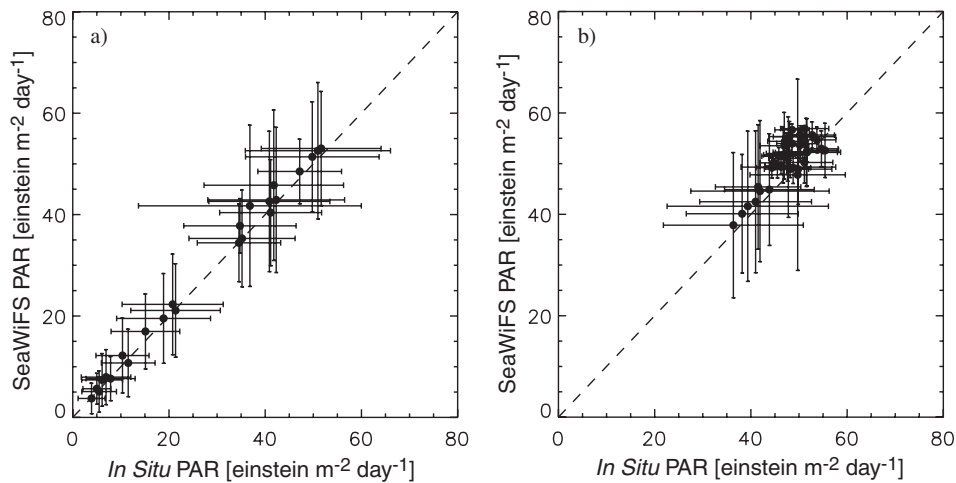 a)
SeaWiFS PAR [einstein m-2 day-1]
80
60
40
20
0
0 20 40 60 80
In Situ PAR [einstein m-2 day-1]
b)
SeaWiFS PAR [einstein m-2 day-1]
80
60
40
20
0
0 20 40 60 80
In Situ PAR [einstein m-2 day-1]